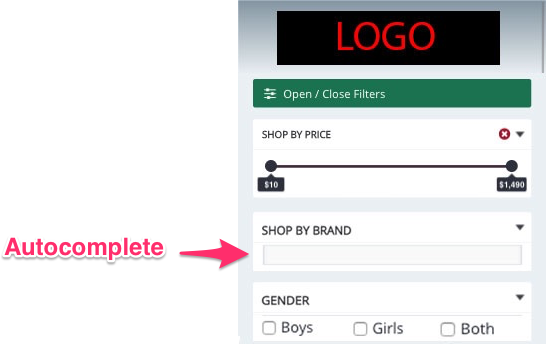 LOGO
Open / Close Filters
SHOP BY PRICE
$10 $1,490
SHOP BY BRAND
Autocomplete
GENDER
Boys Girls Both